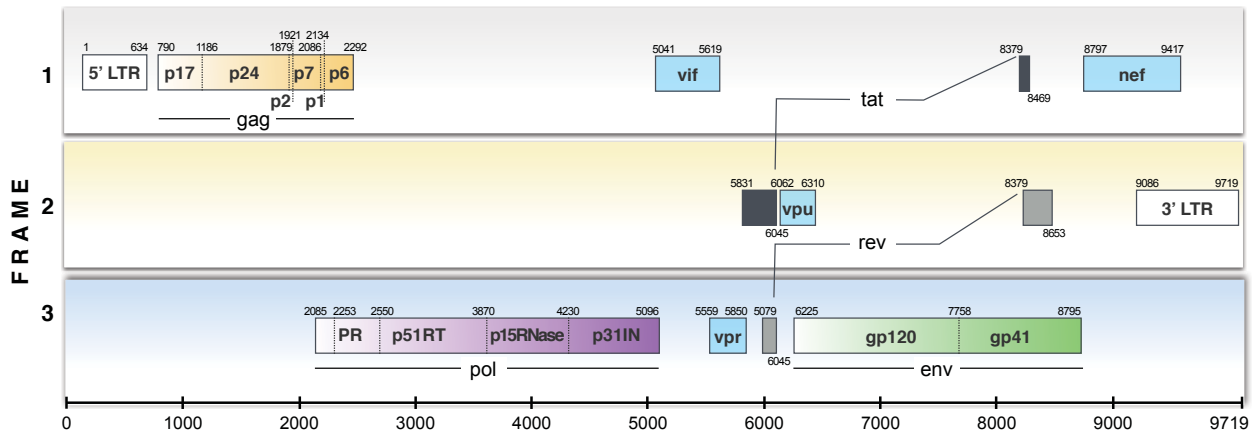 1921 2134
1 634 790 1186 1879 2086 2292 5041 5619 8379 8797 9417
1 5' LTR p17 p24 p7 p6 vif nef
p2 p1 8469
tat
gag
5831 6062 6310 8379 9086 9719
2 vpu 3' LTR
6045 8653
rev
FRAME
3 2085 2253 2550 3870 4230 5096 5559 5850 5079 6225 7758 8795
PR p51RT p15RNase p31IN vpr gp120 gp41
6045
pol env
0 1000 2000 3000 4000 5000 6000 7000 8000 9000 9719